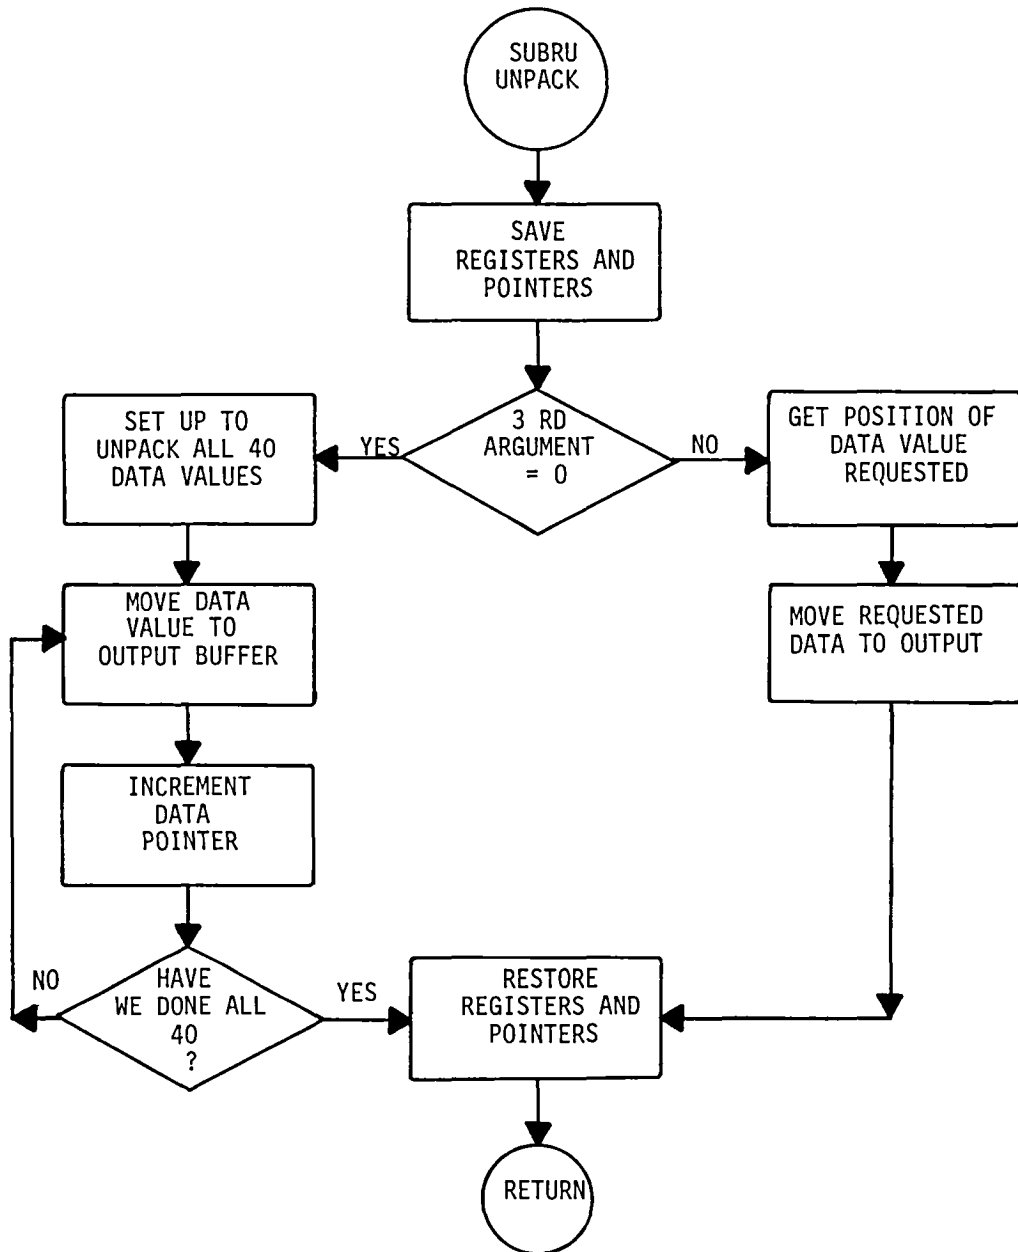 SUBRU
UNPACK
SAVE
REGISTERS AND
POINTERS
3 RD
ARGUMENT
= 0
YES
NO
SET UP TO
UNPACK ALL 40
DATA VALUES
GET POSITION OF
DATA VALUE
REQUESTED
MOVE DATA
VALUE TO
OUTPUT BUFFER
MOVE REQUESTED
DATA TO OUTPUT
INCREMENT
DATA
POINTER
HAVE
WE DONE ALL
40
?
NO
YES
RESTORE
REGISTERS AND
POINTERS
RETURN